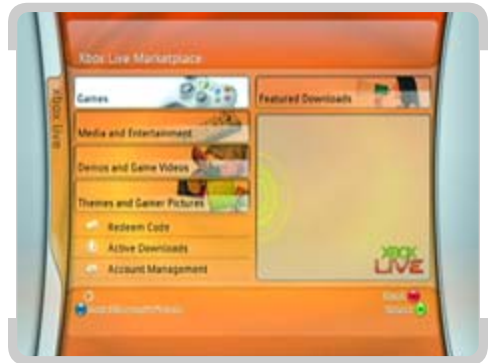 Xbox Live Marketplace
xbox live
Games
Featured Downloads
Media and Entertainment
Demos and Game Videos
Themes and Gamer Pictures
Redeem Code
Active Downloads
Account Management
XBOX
LIVE
Back
Select